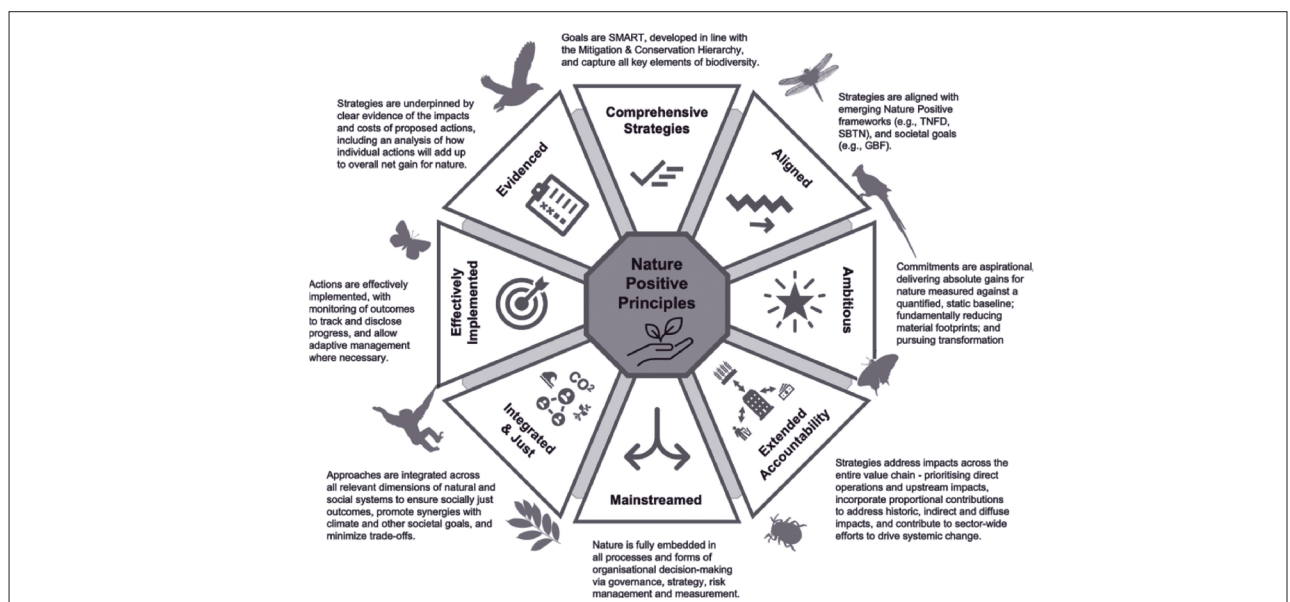 Goals are SMART, developed in line with
the Mitigation & Conservation Hierarchy,
and capture all key elements of biodiversity.
Comprehensive
Strategies
Strategies are aligned with
emerging Nature Positive
frameworks (e.g., TNFD,
SBTN), and societal goals
(e.g., GBF).
Aligned
Commitments are aspirational,
delivering absolute gains for
nature measured against a
quantified, static baseline;
fundamentally reducing
material footprints; and
pursuing transformation
Ambitious
Strategies address impacts across the
entire value chain - prioritising direct
operations and upstream impacts,
incorporate proportional contributions
to address historic, indirect and diffuse
impacts, and contribute to sector-wide
efforts to drive systemic change.
Extended
Accountability
Mainstreamed
Nature is fully embedded in
all processes and forms of
organisational decision-making
via governance, strategy, risk
management and measurement.
CO²
Integrated
& Just
Approaches are integrated across
all relevant dimensions of natural and
social systems to ensure socially just
outcomes, promote synergies with
climate and other societal goals, and
minimize trade-offs.
Effectively
Implemented
Actions are effectively
implemented, with
monitoring of outcomes
to track and disclose
progress, and allow
adaptive management
where necessary.
Evidenced
Strategies are underpinned by
clear evidence of the impacts
and costs of proposed actions,
including an analysis of how
individual actions will add up
to overall net gain for nature.
Nature
Positive
Principles